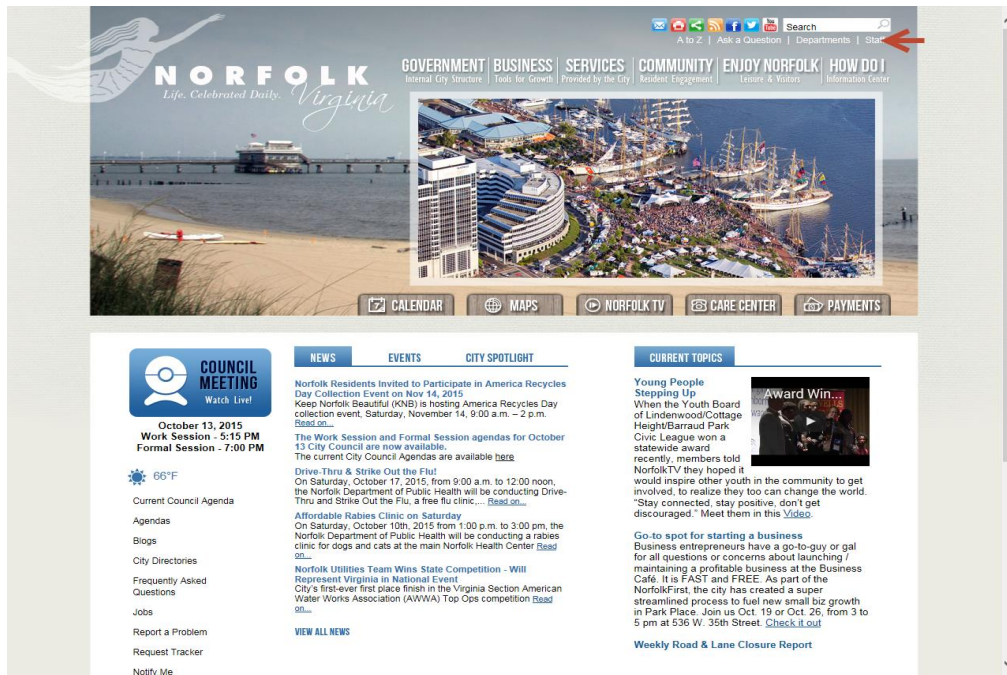 You Tube
Search
A to Z | Ask a Question | Departments |
NORFOLK
Life. Celebrated Daily.
Virginia
GOVERNMENT
Internal City Structure
BUSINESS
Tools for Growth
SERVICES
Provided by the City
COMMUNITY
Resident Engagement
ENJOY NORFOLK
Leisure & Visitors
HOW DO I
Information Center
CALENDAR
MAPS
NORFOLK TV
CARE CENTER
PAYMENTS
COUNCIL
MEETING
Watch Live!
October 13, 2015
Work Session - 5:15 PM
Formal Session - 7:00 PM
66°F
Current Council Agenda
Agendas
Blogs
City Directories
Frequently Asked
Questions
Jobs
Report a Problem
Request Tracker
Notify Me
NEWS
EVENTS
CITY SPOTLIGHT
Norfolk Residents Invited to Participate in America Recycles
Day Collection Event on Nov 14, 2015
Keep Norfolk Beautiful (KNB) is hosting America Recycles Day
collection event, Saturday, November 14, 9:00 a.m. – 2 p.m.
Read on...
The Work Session and Formal Session agendas for October
13 City Council are now available.
The current City Council Agendas are available here
Drive-Thru & Strike Out the Flu!
On Saturday, October 17, 2015, from 9:00 a.m. to 12:00 noon,
the Norfolk Department of Public Health will be conducting Drive-
Thru and Strike Out the Flu, a free flu clinic,... Read on...
Affordable Rabies Clinic on Saturday
On Saturday, October 10th, 2015 from 1:00 p.m. to 3:00 pm, the
Norfolk Department of Public Health will be conducting a rabies
clinic for dogs and cats at the main Norfolk Health Center Read
on...
Norfolk Utilities Team Wins State Competition - Will
Represent Virginia in National Event
City's first-ever first place finish in the Virginia Section American
Water Works Association (AWWA) Top Ops competition Read
on...
VIEW ALL NEWS
CURRENT TOPICS
Young People
Stepping Up
When the Youth Board
of Lindenwood/Cottage
Height/Barraud Park
Civic League won a
statewide award
recently, members told
NorfolkTV they hoped it
would inspire other youth in the community to get
involved, to realize they too can change the world.
"Stay connected, stay positive, don't get
discouraged." Meet them in this Video.
Award Win...
Go-to spot for starting a business
Business entrepreneurs have a go-to-guy or gal
for all questions or concerns about launching /
maintaining a profitable business at the Business
Café. It is FAST and FREE. As part of the
NorfolkFirst, the city has created a super
streamlined process to fuel new small biz growth
in Park Place. Join us Oct. 19 or Oct. 26, from 3 to
5 pm at 536 W. 35th Street. Check it out
Weekly Road & Lane Closure Report